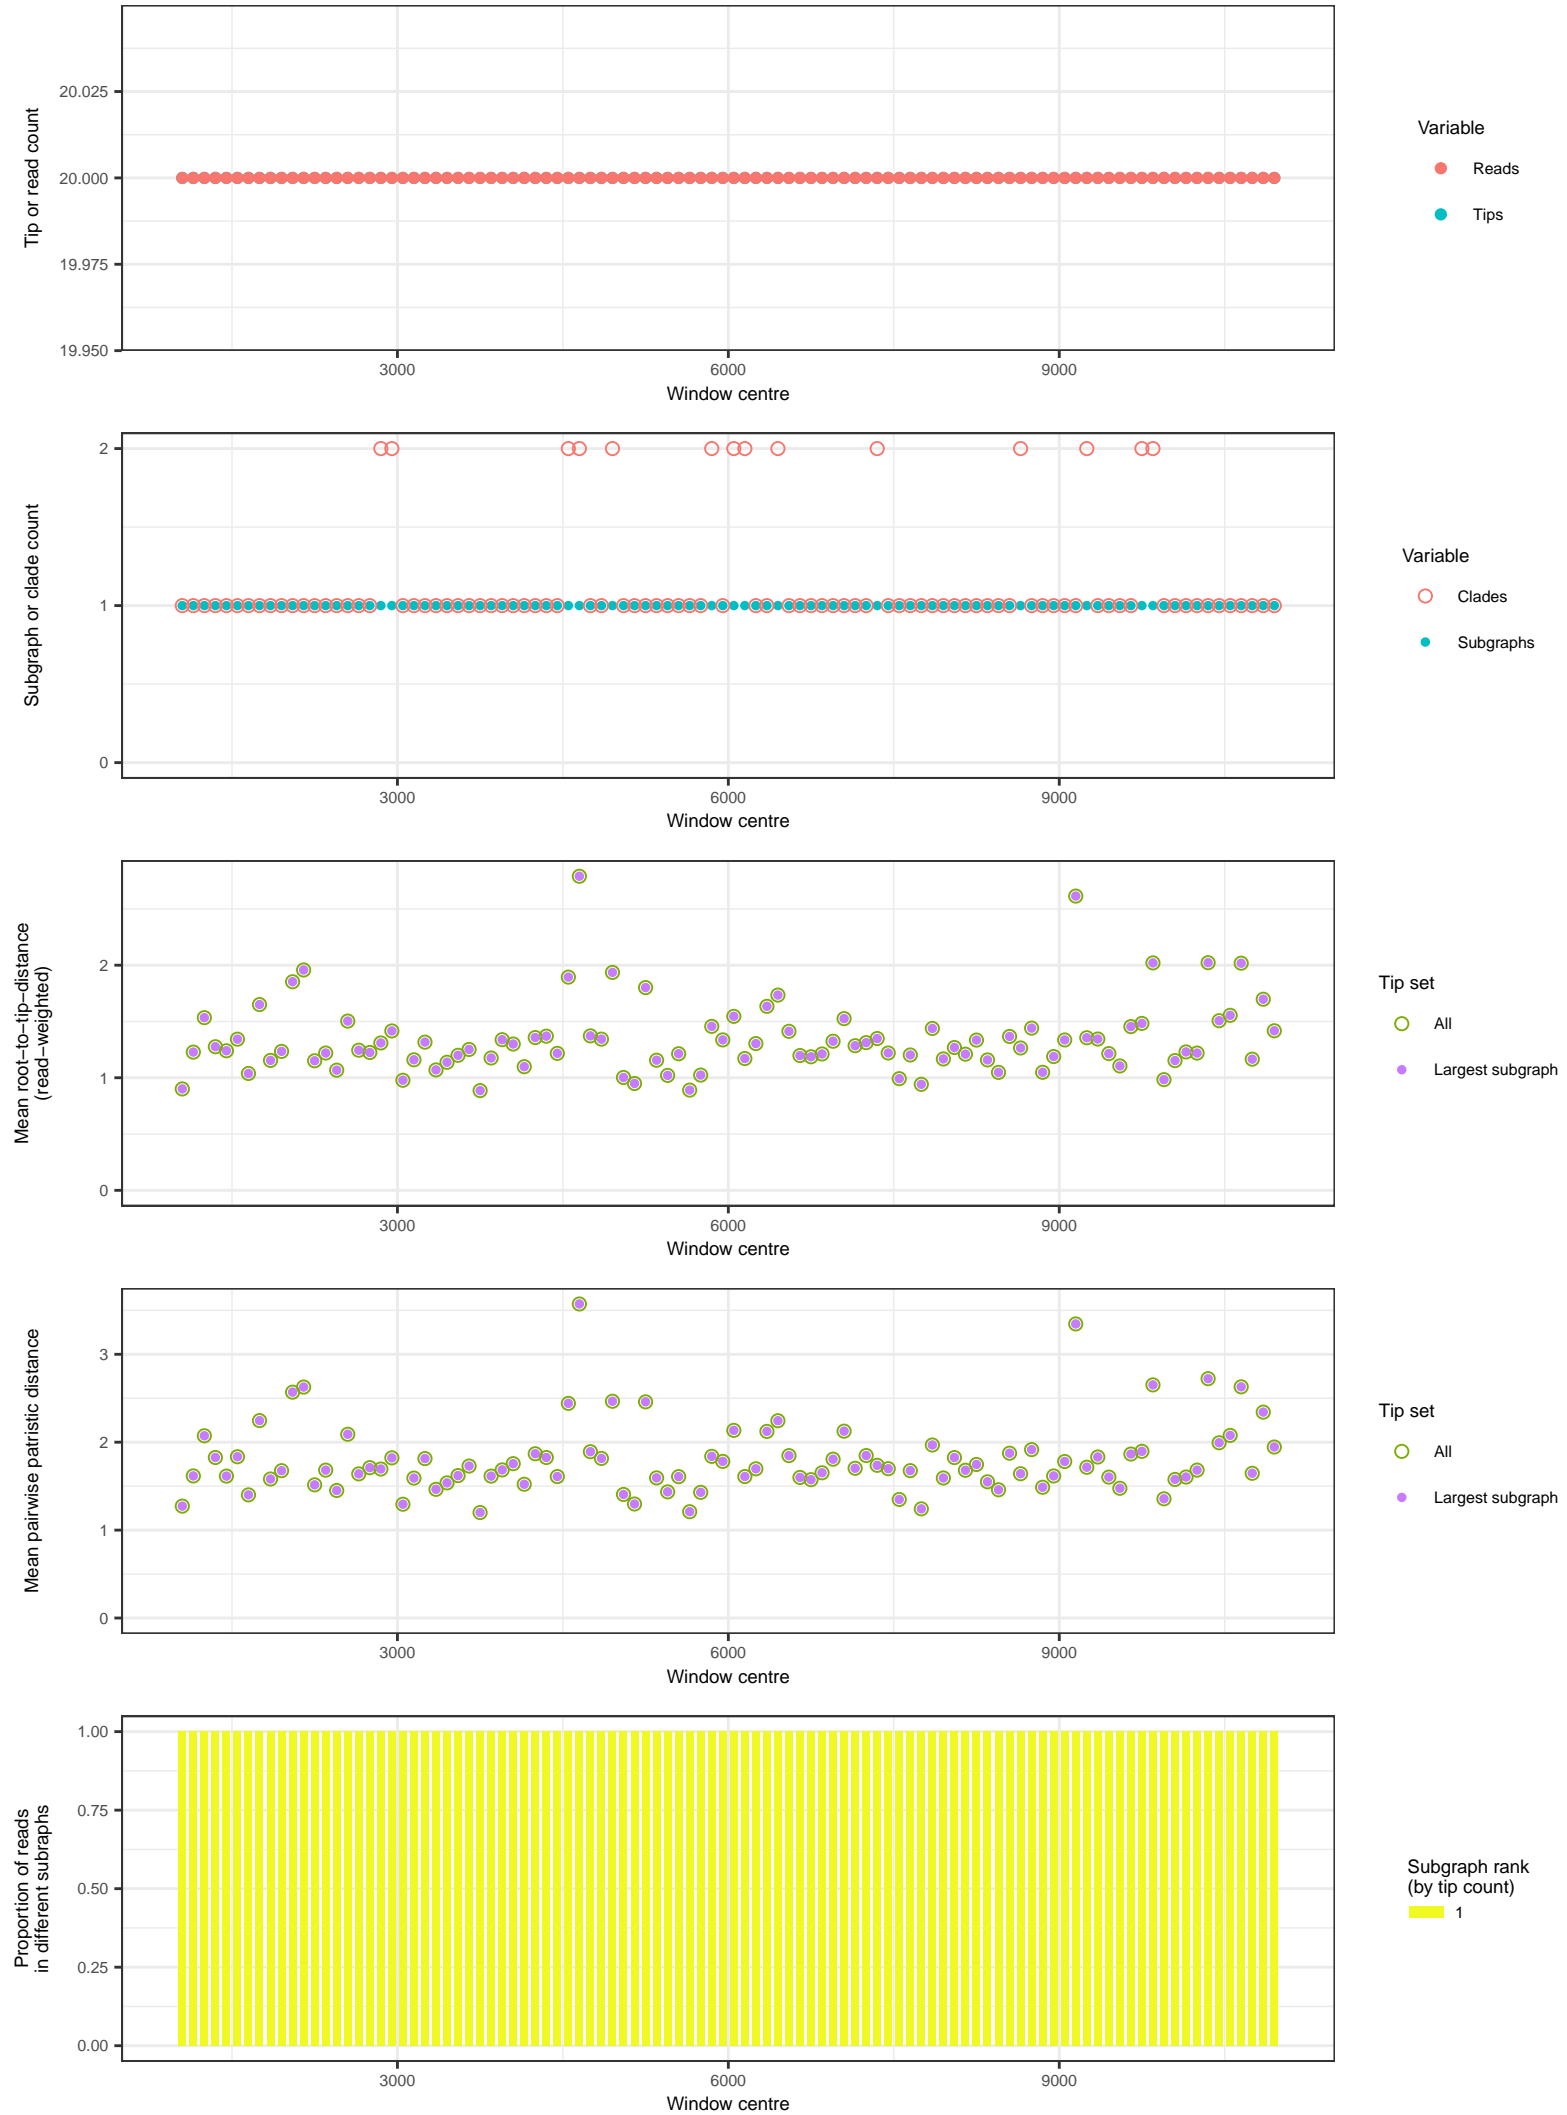 20.025
20.000
19.975
19.950
Tip or read count
3000
6000
9000
Window centre
Variable
Reads
Tips
2
1
0
Subgraph or clade count
3000
6000
9000
Window centre
Variable
Clades
Subgraphs
2
1
0
Mean root−to−tip−distance
(read−weighted)
3000
6000
9000
Window centre
Tip set
All
Largest subgraph
3
2
1
0
Mean pairwise patristic distance
3000
6000
9000
Window centre
Tip set
All
Largest subgraph
1.00
0.75
0.50
0.25
0.00
Proportion of reads
in different subraphs
3000
6000
9000
Window centre
Subgraph rank
(by tip count)
1